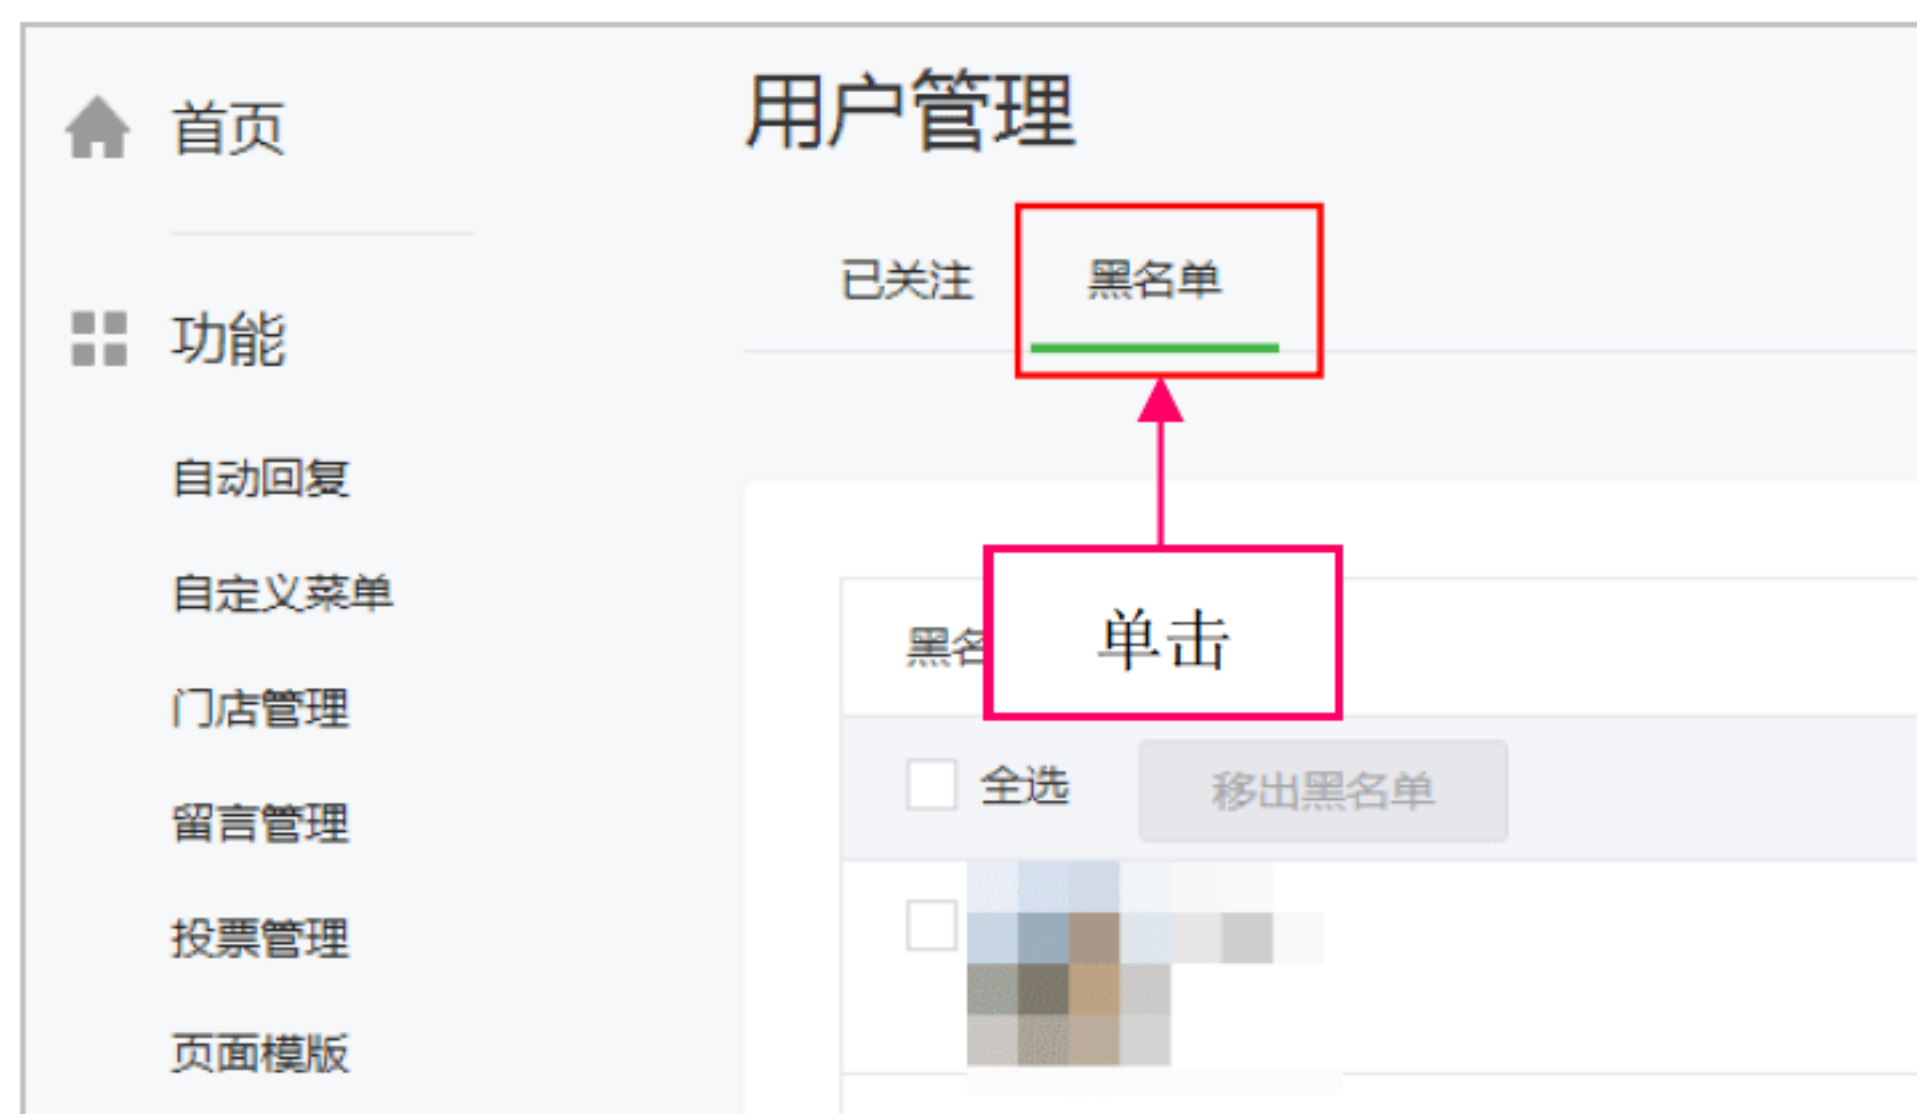 首页
功能
自动回复
自定义菜单
门店管理
留言管理
投票管理
页面模版
用户管理
已关注 黑名单
单击
黑名
全选 移出黑名单